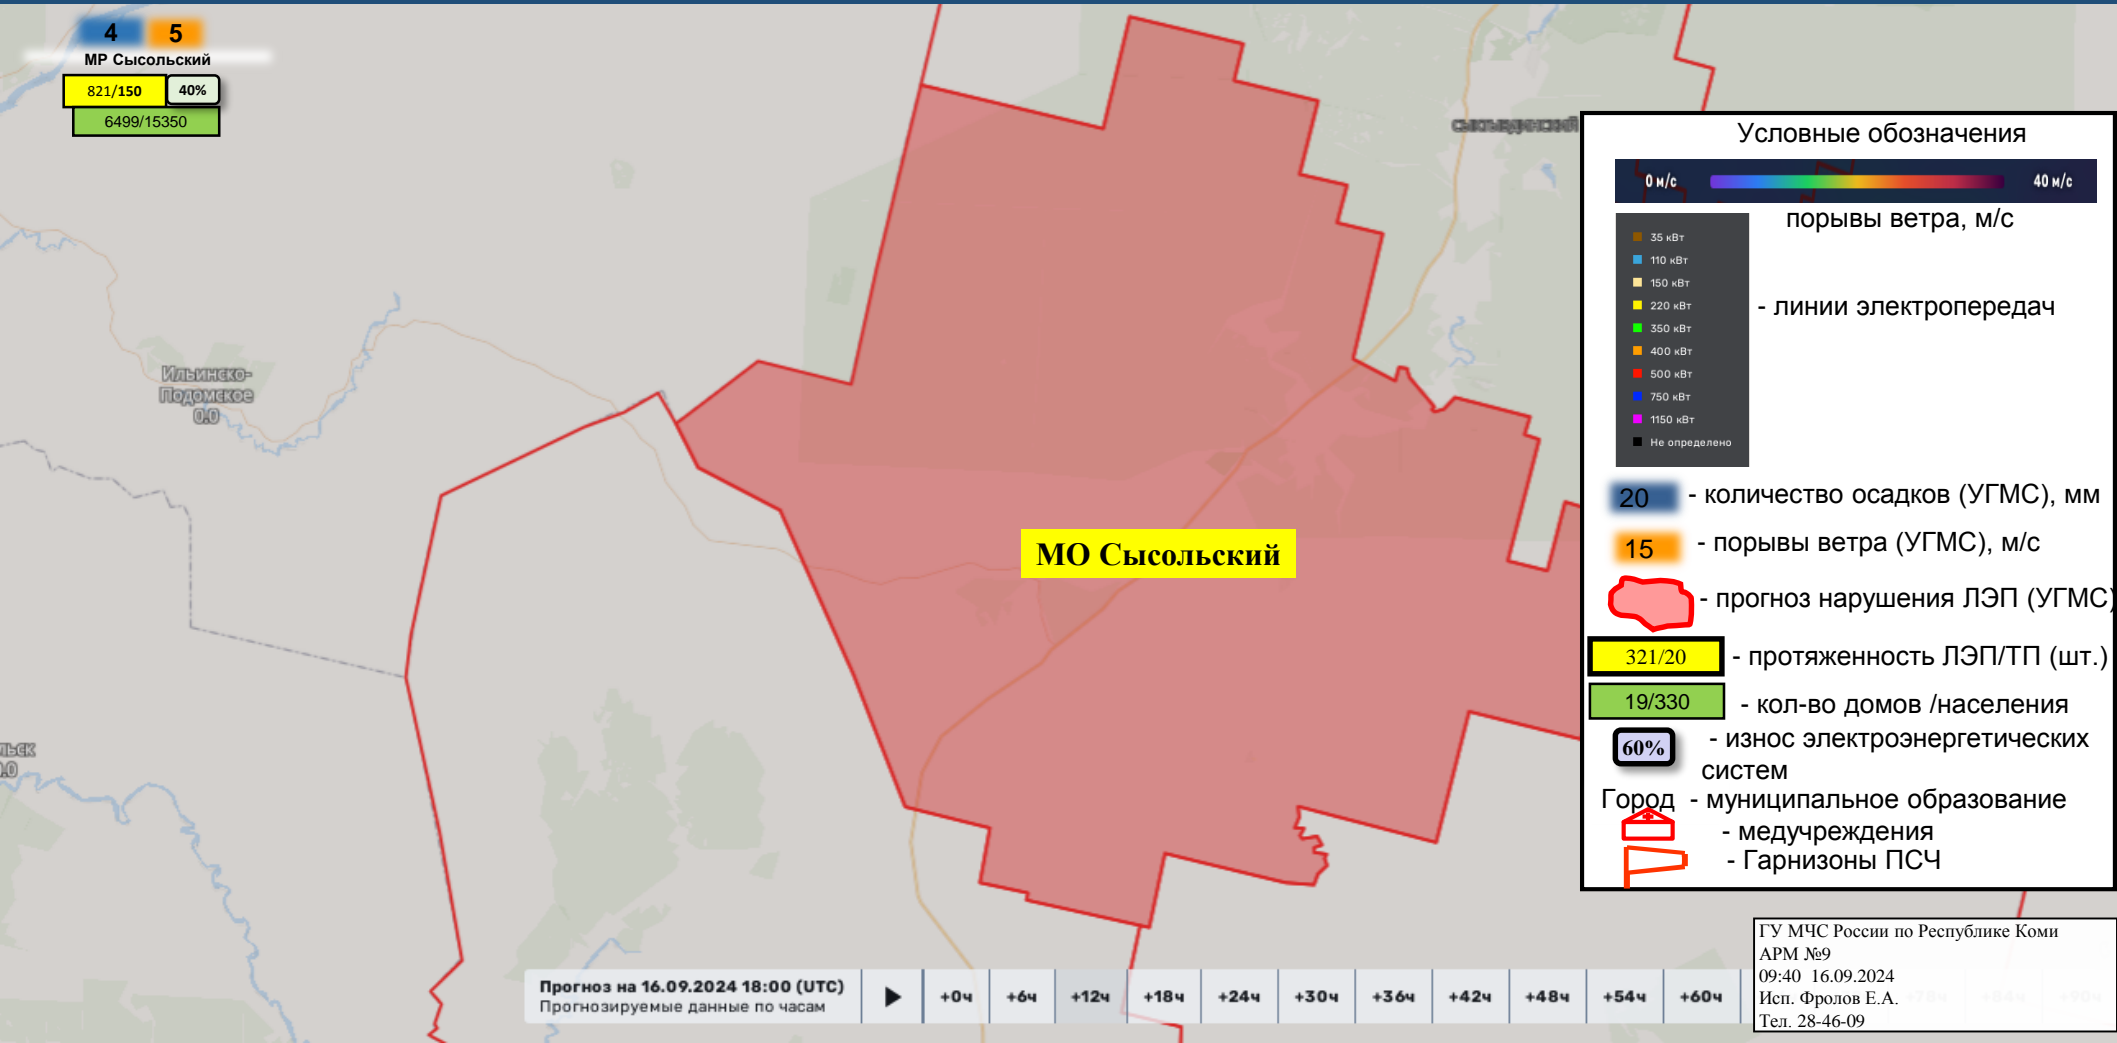 4 5
МР Сысольский
821/150 40%
6499/15350
Ильинско-
Подомское
0.0
МО Сысольский
Условные обозначения
0 м/с 40 м/с
порывы ветра, м/с
35 кВт
110 кВт
150 кВт
220 кВт
350 кВт
400 кВт
500 кВт
750 кВт
1150 кВт
Не определено
- линии электропередач
20 - количество осадков (УГМС), мм
15 - порывы ветра (УГМС), м/с
- прогноз нарушения ЛЭП (УГМС)
321/20 - протяженность ЛЭП/ТП (шт.)
19/330 - кол-во домов /населения
60% - износ электроэнергетических
систем
Город - муниципальное образование
- медучреждения
- Гарнизоны ПСЧ
ГУ МЧС России по Республике Коми
АРМ №9
09:40 16.09.2024
Исп. Фролов Е.А.
Тел. 28-46-09
Прогноз на 16.09.2024 18:00 (UTC)
Прогнозируемые данные по часам
+0ч +6ч +12ч +18ч +24ч +30ч +36ч +42ч +48ч +54ч +60ч